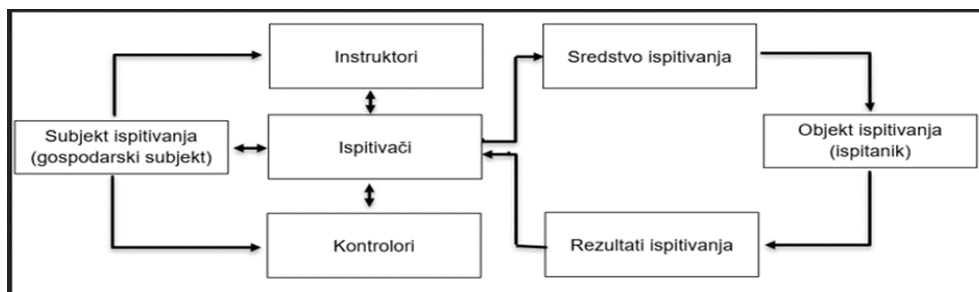 Instruktori
Sredstvo ispitivanja
Subjekt ispitivanja
(gospodarski subjekt)
Ispitivači
Objekt ispitivanja
(ispitanik)
Kontrolori
Rezultati ispitivanja